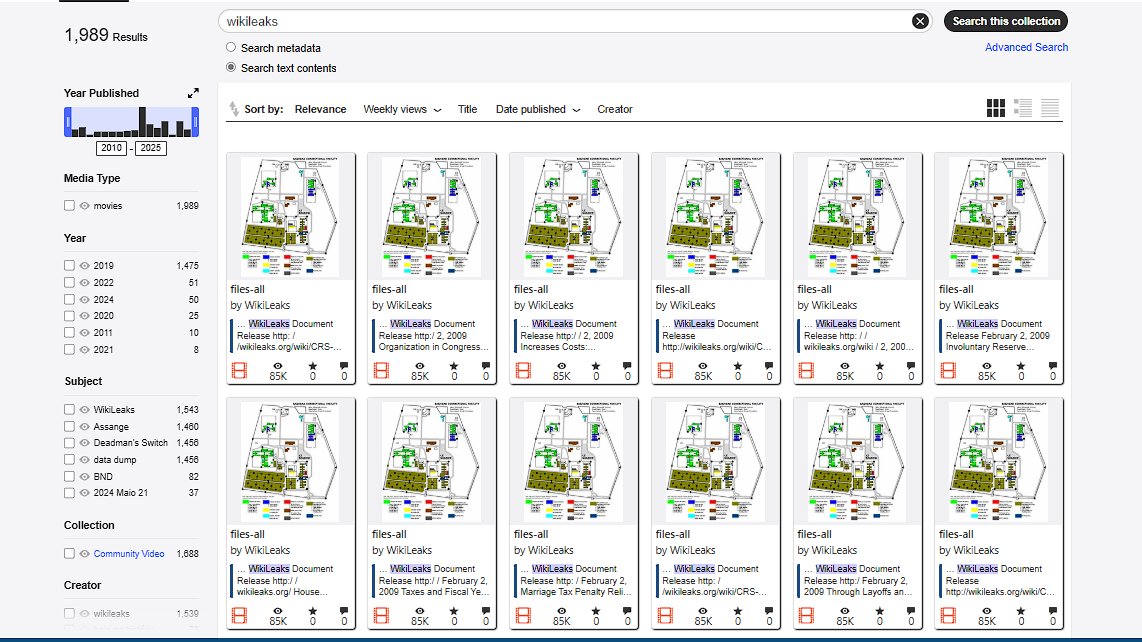 wikileaks
Search this collection
1,989 Results
Search metadata
Advanced Search
Search text contents
Year Published
2010 - 2025
Media Type
movies 1,989
Year
2019 1,475
2022 51
2024 50
2020 25
2011 10
2021 8
Subject
WikiLeaks 1,543
Assange 1,460
Deadman's Switch 1,456
data dump 1,456
BND 82
2024 Maio 21 37
Collection
Community Video 1,688
Creator
wikileaks 1,539
Sort by: Relevance Weekly views Title Date published Creator
files-all
by WikiLeaks
... WikiLeaks Document
Release http: /
/wikileaks.org/wiki/CRS-...
85K 0 0
files-all
by WikiLeaks
... WikiLeaks Document
Release http:/ 2, 2009
Organization in Congress...
85K 0 0
files-all
by WikiLeaks
... WikiLeaks Document
Release http:/ / 2, 2009
Increases Costs:...
85K 0 0
files-all
by WikiLeaks
... WikiLeaks Document
Release
http://wikileaks.org/wiki/C...
85K 0 0
files-all
by WikiLeaks
... WikiLeaks Document
Release http: / /
wikileaks.org/wiki / 2, 200...
85K 0 0
files-all
by WikiLeaks
... WikiLeaks Document
Release February 2, 2009
Involuntary Reserve...
85K 0 0
files-all
by WikiLeaks
... WikiLeaks Document
Release http:/ /
wikileaks.org/ House...
85K 0 0
files-all
by WikiLeaks
... WikiLeaks Document
Release http:/ / February 2,
2009 Taxes and Fiscal Ye...
85K 0 0
files-all
by WikiLeaks
... WikiLeaks Document
Release http:/ / February 2,
Marriage Tax Penalty Reli...
85K 0 0
files-all
by WikiLeaks
... WikiLeaks Document
Release http: /
/wikileaks.org/wiki/CRS-...
85K 0 0
files-all
by WikiLeaks
... WikiLeaks Document
Release http:/ February 2,
2009 Through Layoffs an...
85K 0 0
files-all
by WikiLeaks
... WikiLeaks Document
Release
http://wikileaks.org/wiki/C...
85K 0 0